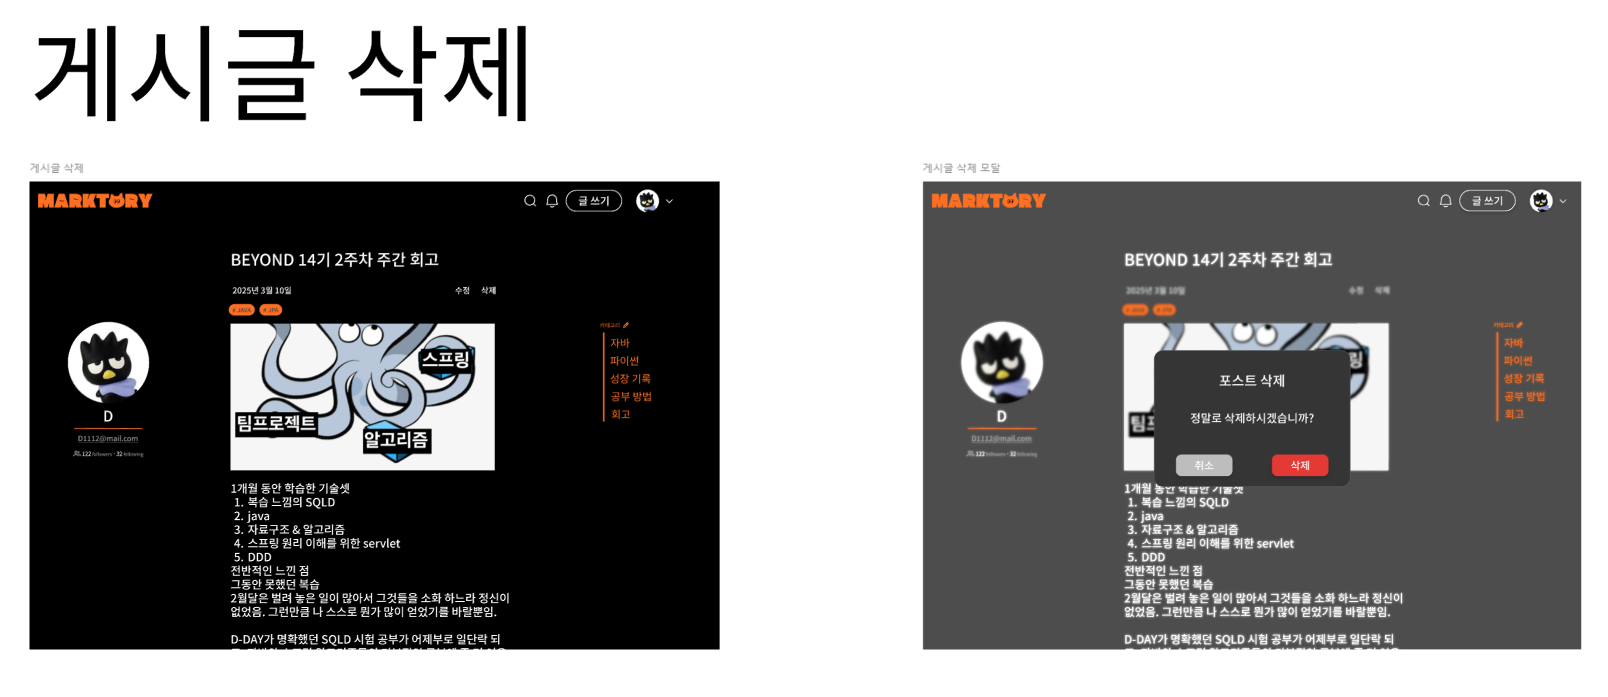 게시글 삭제
게시글 삭제
MARKTORY
글 쓰기
BEYOND 14기 2주차 주간 회고
2025년 3월 10일
수정 삭제
# JAVA # JPA
스프링
팀프로젝트
알고리즘
D
D1112@mail.com
122 followers · 32 following
카테고리
자바
파이썬
성장 기록
공부 방법
회고
1개월 동안 학습한 기술셋
1. 복습 느낌의 SQLD
2. java
3. 자료구조 & 알고리즘
4. 스프링 원리 이해를 위한 servlet
5. DDD
전반적인 느낀 점
그동안 못했던 복습
2월달은 벌려 놓은 일이 많아서 그것들을 소화 하느라 정신이
없었음. 그런만큼 나 스스로 뭔가 많이 얻었기를 바랄뿐임.
D-DAY가 명확했던 SQLD 시험 공부가 어제부로 일단락 되
게시글 삭제 모달
MARKTORY
글 쓰기
BEYOND 14기 2주차 주간 회고
2025년 3월 10일
수정 삭제
# JAVA # JPA
링
팀프
포스트 삭제
정말로 삭제하시겠습니까?
취소 삭제
D
D1112@mail.com
122 followers · 32 following
카테고리
자바
파이썬
성장 기록
공부 방법
회고
1개월 동안 학습한 기술셋
1. 복습 느낌의 SQLD
2. java
3. 자료구조 & 알고리즘
4. 스프링 원리 이해를 위한 servlet
5. DDD
전반적인 느낀 점
그동안 못했던 복습
2월달은 벌려 놓은 일이 많아서 그것들을 소화 하느라 정신이
없었음. 그런만큼 나 스스로 뭔가 많이 얻었기를 바랄뿐임.
D-DAY가 명확했던 SQLD 시험 공부가 어제부로 일단락 되